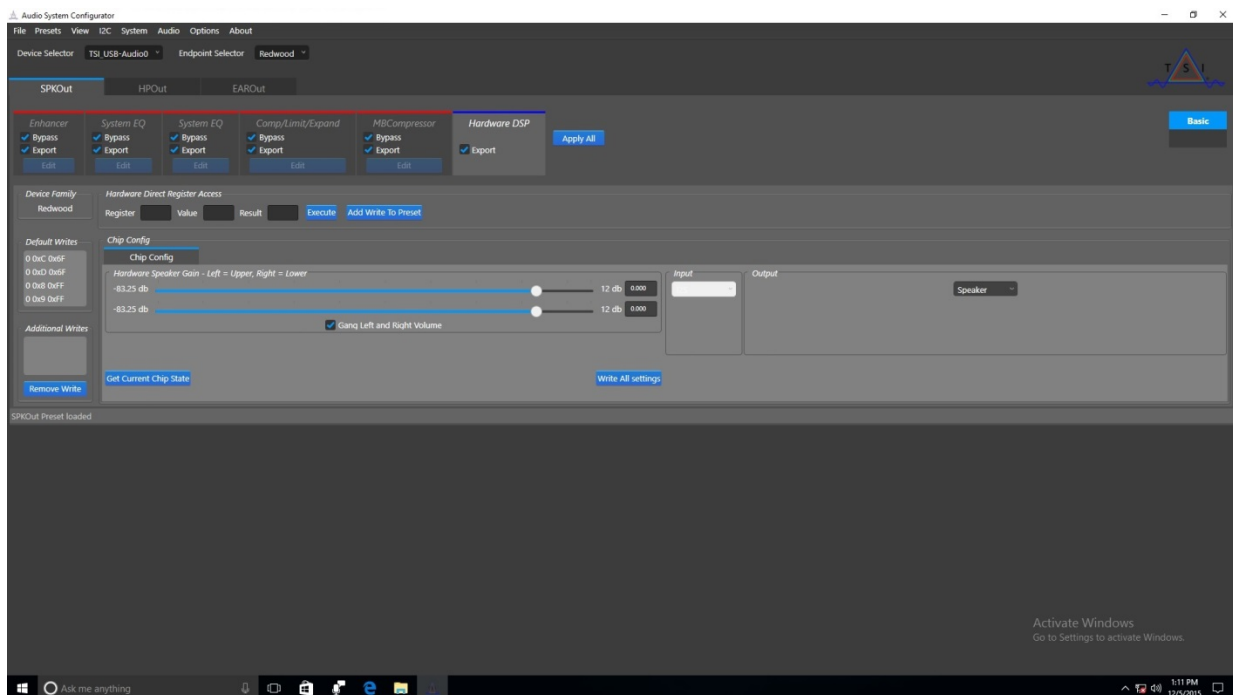 Audio System Configurator
File Presets View I2C System Audio Options About
Device Selector TSI_USB-Audio0 Endpoint Selector Redwood
T S I
SPKOut HPOut EAROut
Enhancer System EQ System EQ Comp/Limit/Expand MBCompressor Hardware DSP Basic
Bypass Bypass Bypass Bypass Bypass Apply All
Export Export Export Export Export Export
Edit Edit Edit Edit Edit
Device Family Hardware Direct Register Access
Redwood Register Value Result Execute Add Write To Preset
Default Writes Chip Config
0 0xC 0x6F Chip Config
0 0xD 0x6F Hardware Speaker Gain - Left = Upper, Right = Lower Input Output
0 0x8 0xFF -83.25 db 12 db 0.000 Speaker
0 0x9 0xFF
-83.25 db 12 db 0.000
Additional Writes Gang Left and Right Volume
Get Current Chip State Write All settings
Remove Write
SPKOut Preset loaded
Activate Windows
Go to Settings to activate Windows.
Ask me anything 1:11 PM
12/5/2015